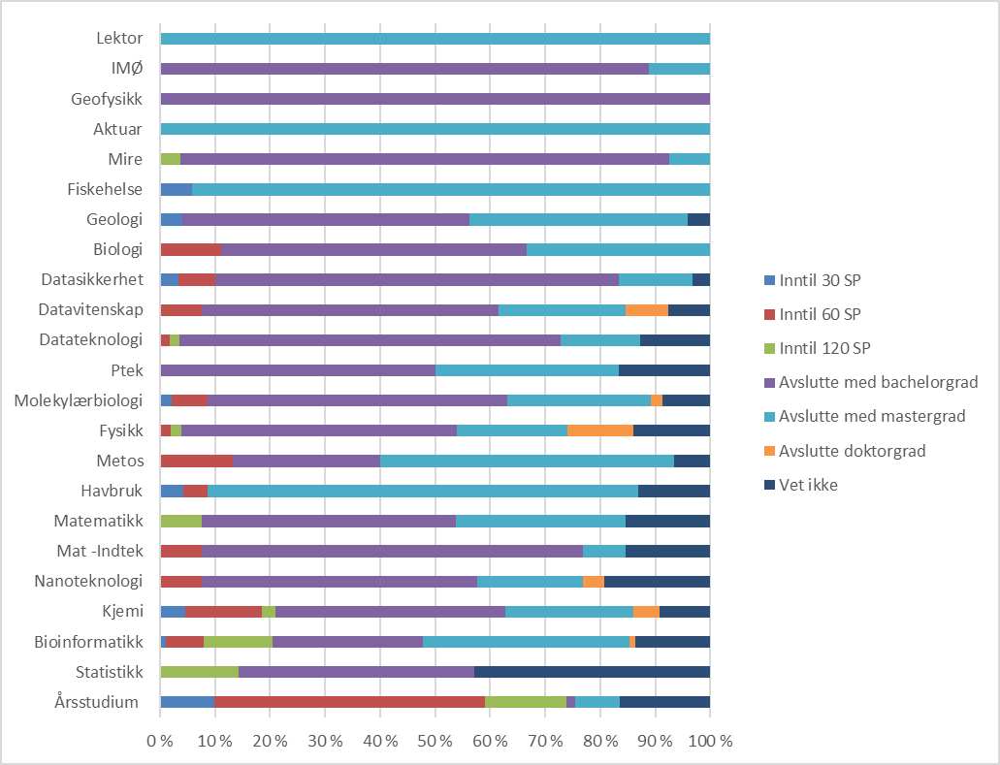 Lektor
IMØ
Geofysikk
Aktuar
Mire
Fiskehelse
Geologi
Biologi
Datasikkerhet
Datavitenskap
Datateknologi
Ptek
Molekylærbiologi
Fysikk
Metos
Havbruk
Matematikk
Mat -Indtek
Nanoteknologi
Kjemi
Bioinformatikk
Statistikk
Årsstudium
0 % 10 % 20 % 30 % 40 % 50 % 60 % 70 % 80 % 90 % 100 %
Inntil 30 SP
Inntil 60 SP
Inntil 120 SP
Avslutte med bachelorgrad
Avslutte med mastergrad
Avslutte doktorgrad
Vet ikke